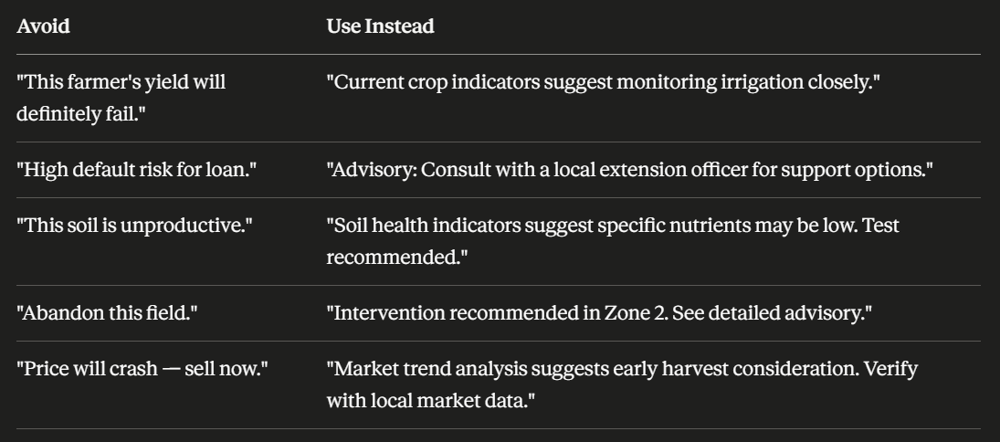 Avoid
Use Instead
"This farmer's yield will
definitely fail."
"Current crop indicators suggest monitoring irrigation closely."
"High default risk for loan."
"Advisory: Consult with a local extension officer for support options."
"This soil is unproductive."
"Soil health indicators suggest specific nutrients may be low. Test
recommended."
"Abandon this field."
"Intervention recommended in Zone 2. See detailed advisory."
"Price will crash — sell now."
"Market trend analysis suggests early harvest consideration. Verify
with local market data."